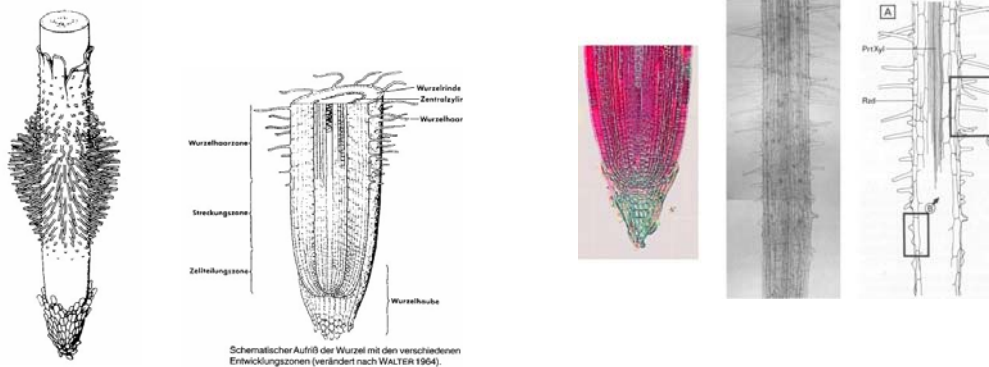 Wurzelrinde
Zentralzylin
Wurzelhaar
Wurzelhaarzone
Streckungszone
Zellteilungszone
Wurzelhaube
Schematischer Aufriß der Wurzel mit den verschiedenen
Entwicklungszonen (verändert nach WALTER 1964).
A
PrtXyl
Rad
B